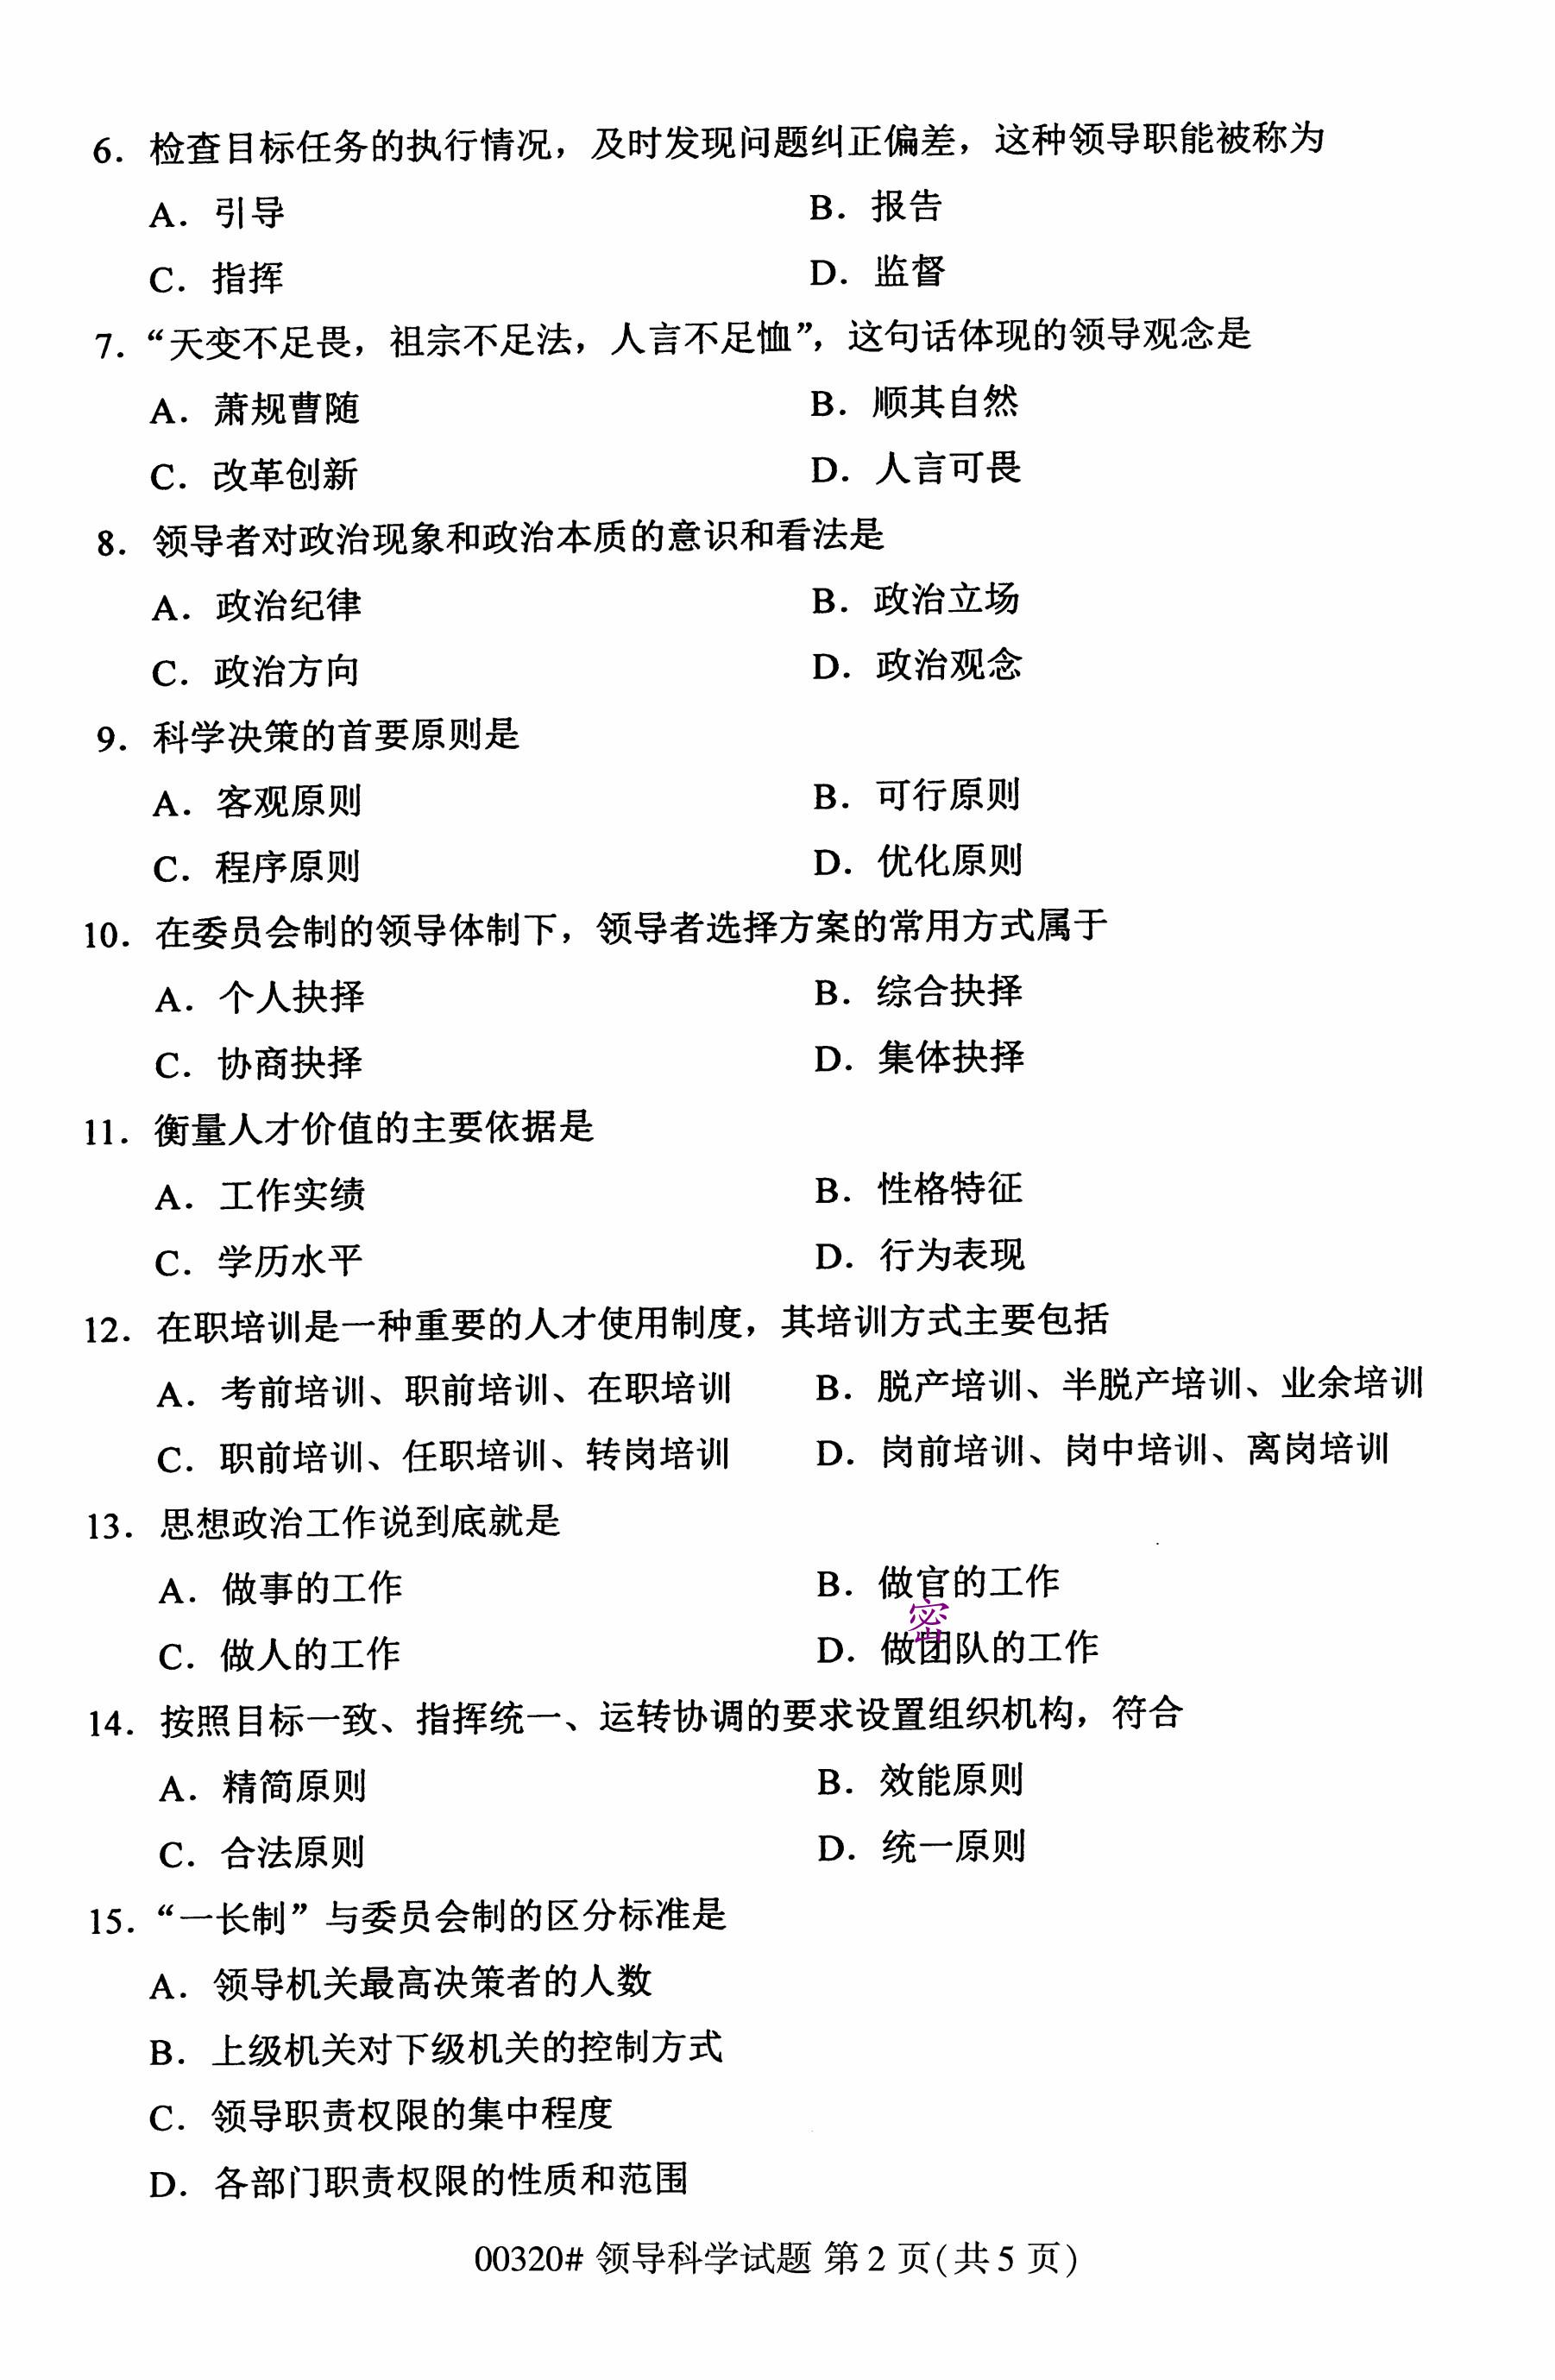 6. 检查目标任务的执行情况，及时发现问题纠正偏差，这种领导职能被称为
A. 引导 B. 报告
C. 指挥 D. 监督
7. “天变不足畏，祖宗不足法，人言不足恤”，这句话体现的领导观念是
A. 萧规曹随 B. 顺其自然
C. 改革创新 D. 人言可畏
8. 领导者对政治现象和政治本质的意识和看法是
A. 政治纪律 B. 政治立场
C. 政治方向 D. 政治观念
9. 科学决策的首要原则是
A. 客观原则 B. 可行原则
C. 程序原则 D. 优化原则
10. 在委员会制的领导体制下，领导者选择方案的常用方式属于
A. 个人抉择 B. 综合抉择
C. 协商抉择 D. 集体抉择
11. 衡量人才价值的主要依据是
A. 工作实绩 B. 性格特征
C. 学历水平 D. 行为表现
12. 在职培训是一种重要的人才使用制度，其培训方式主要包括
A. 考前培训、职前培训、在职培训 B. 脱产培训、半脱产培训、业余培训
C. 职前培训、任职培训、转岗培训 D. 岗前培训、岗中培训、离岗培训
13. 思想政治工作说到底就是
A. 做事的工作 B. 做官的工作
密
C. 做人的工作 D. 做团队的工作
14. 按照目标一致、指挥统一、运转协调的要求设置组织机构，符合
A. 精简原则 B. 效能原则
C. 合法原则 D. 统一原则
15. “一长制”与委员会制的区分标准是
A. 领导机关最高决策者的人数
B. 上级机关对下级机关的控制方式
C. 领导职责权限的集中程度
D. 各部门职责权限的性质和范围
00320# 领导科学试题 第 2 页(共 5 页)